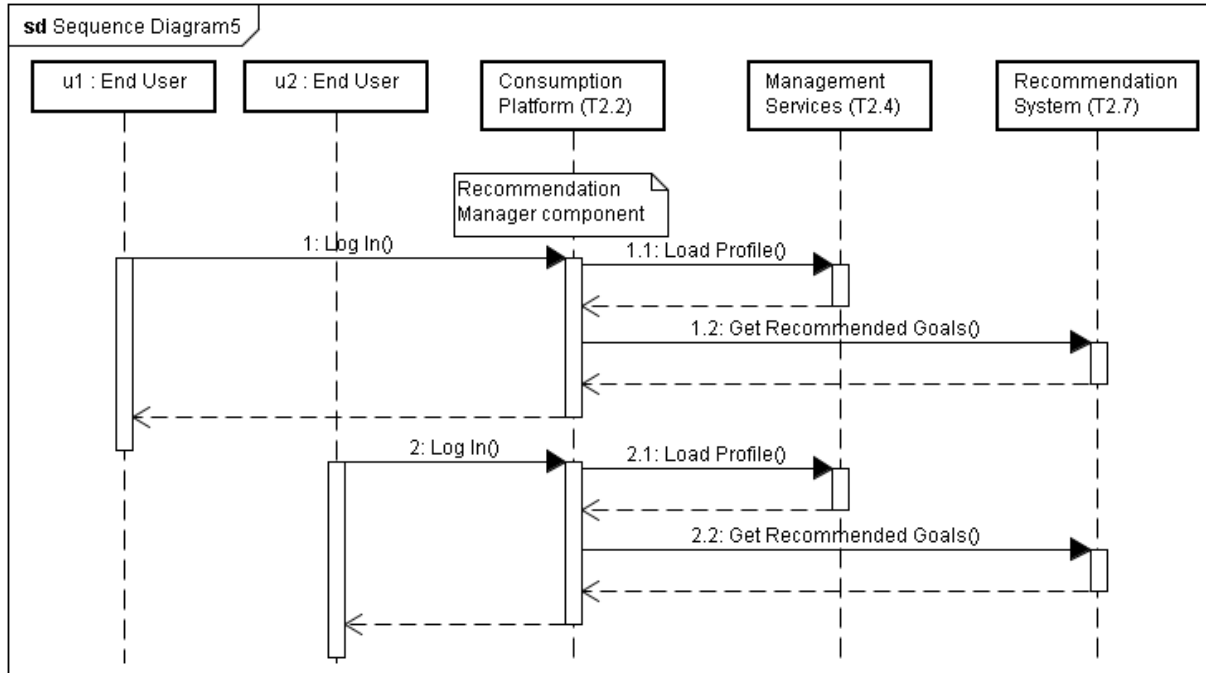 sd Sequence Diagram5
u1 : End User
u2 : End User
Consumption
Platform (T2.2)
Management
Services (T2.4)
Recommendation
System (T2.7)
Recommendation
Manager component
1: Log In()
1.1: Load Profile()
1.2: Get Recommended Goals()
2: Log In()
2.1: Load Profile()
2.2: Get Recommended Goals()